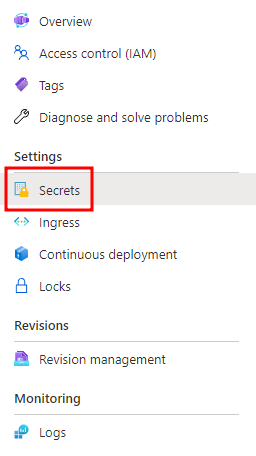 Overview
Access control (IAM)
Tags
Diagnose and solve problems
Settings
Secrets
Ingress
Continuous deployment
Locks
Revisions
Revision management
Monitoring
Logs